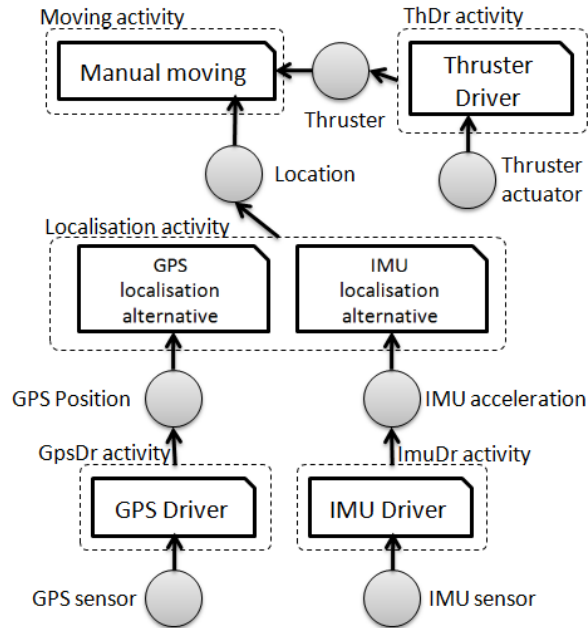 Moving activity
ThDr activity
Manual moving
Thruster
Driver
Thruster
Location
Thruster
actuator
Localisation activity
GPS
localisation
alternative
IMU
localisation
alternative
GPS Position
IMU acceleration
GpsDr activity
ImuDr activity
GPS Driver
IMU Driver
GPS sensor
IMU sensor